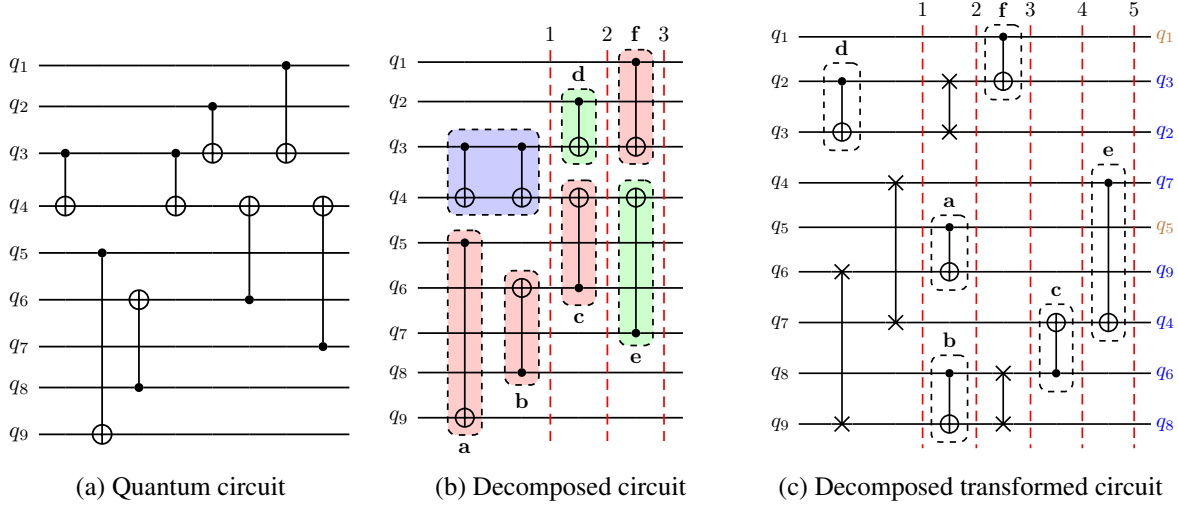 q1
q2
q3
q4
q5
q6
q7
q8
q9
(a) Quantum circuit
1 2 f 3
q1
d
q2
q3
q4
q5
q6
c
q7
e
q8
b
q9
a
(b) Decomposed circuit
1 2 f 3 4 5
q1 q1
d
q2 q3
q3 q2
e
q4 q7
a
q5 q5
q6 q9
c
q7 q4
b
q8 q6
q9 q8
(c) Decomposed transformed circuit